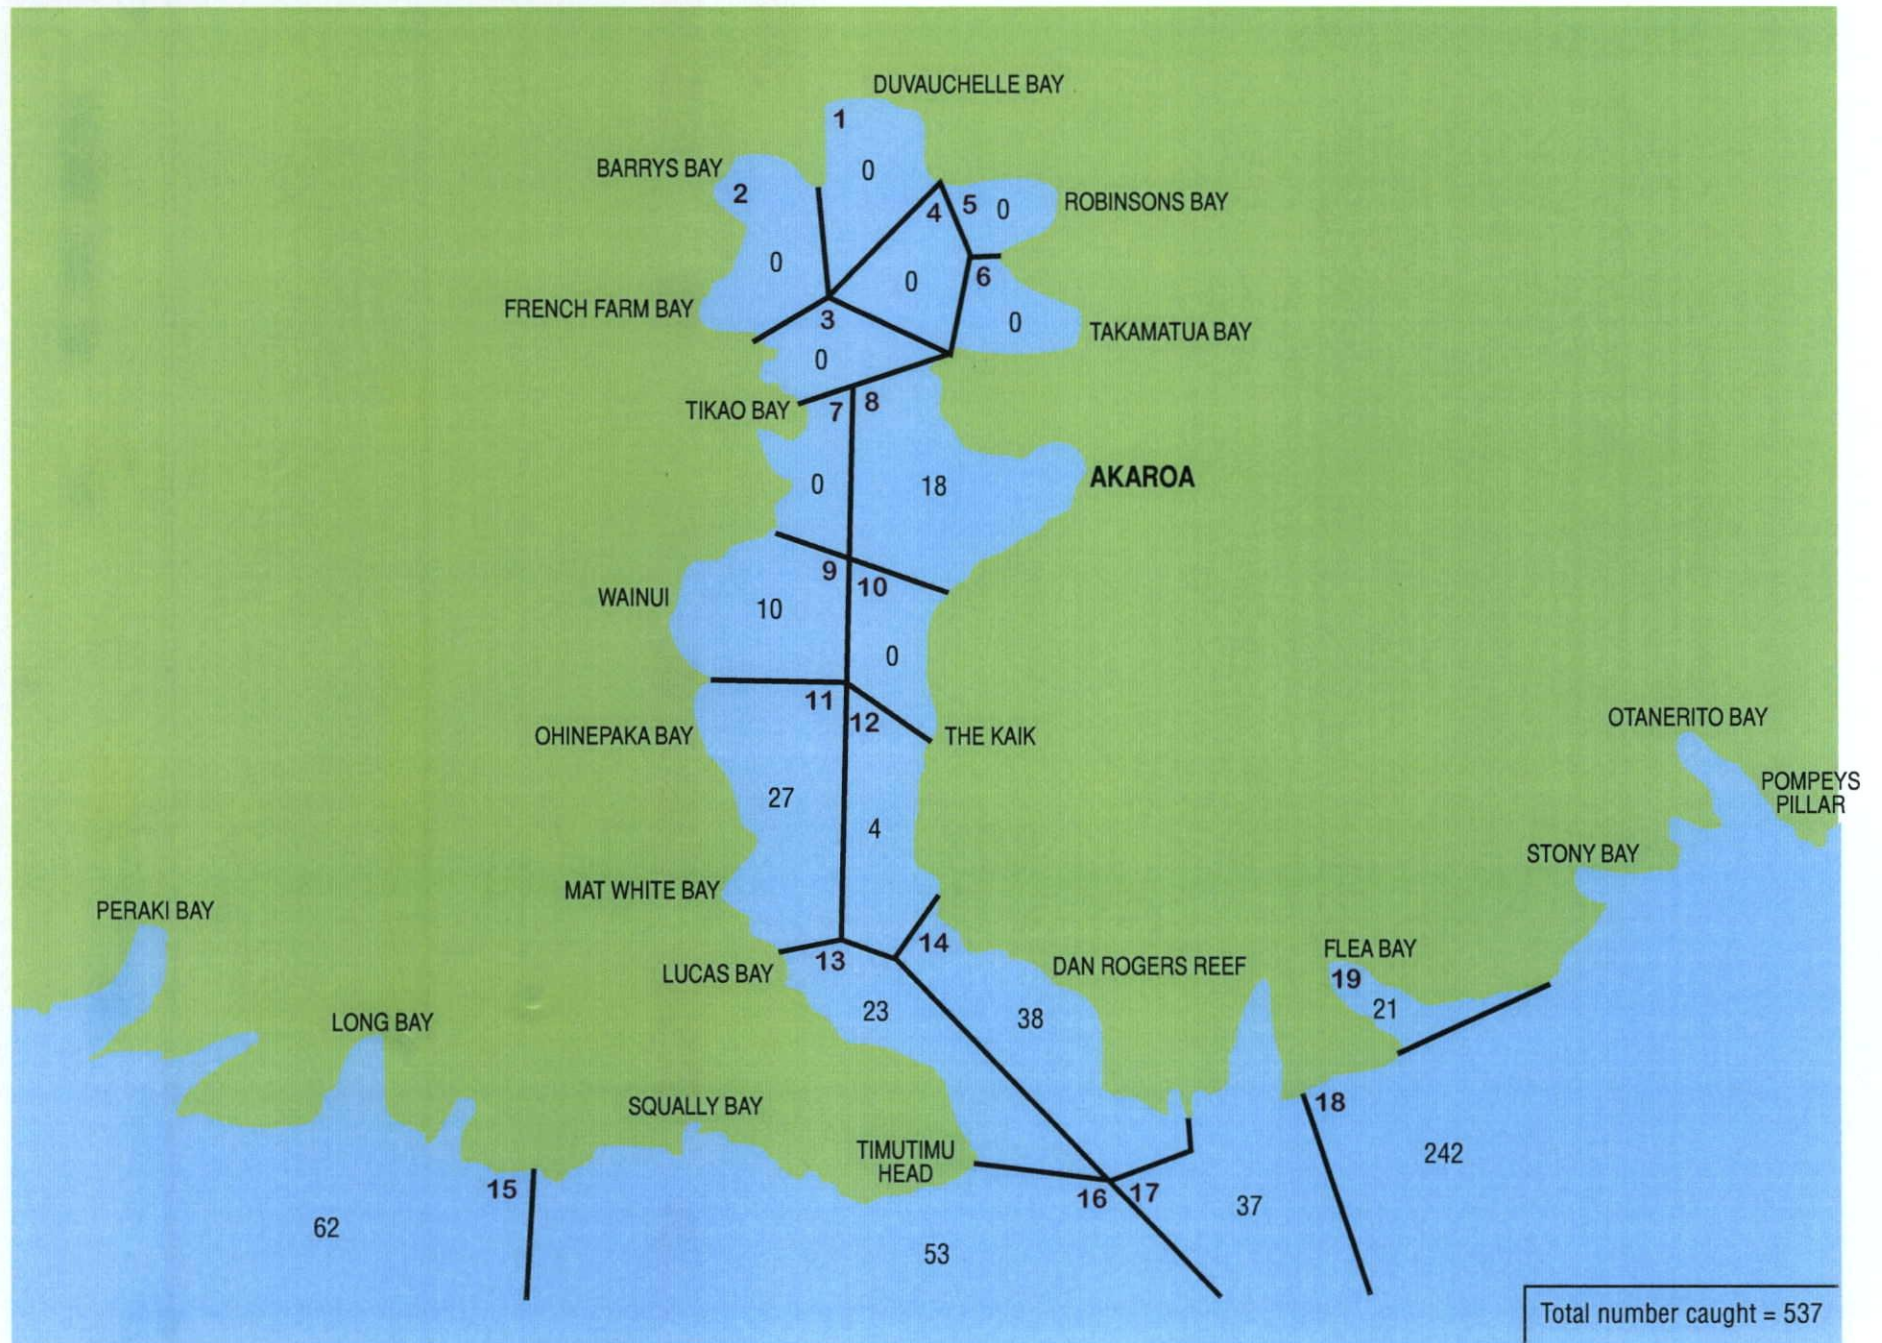 DUVAUCHELLE BAY
1
0
BARRYS BAY
2
0
4
0
5
0
ROBINSONS BAY
6
0
TAKAMATUA BAY
FRENCH FARM BAY
3
0
TIKAO BAY
7
0
8
18
AKAROA
WAINUI
9
10
10
0
OHINEPAKA BAY
11
27
12
4
THE KAIK
MAT WHITE BAY
LUCAS BAY
13
23
14
38
DAN ROGERS REEF
OTANERITO BAY
POMPEYS
PILLAR
STONY BAY
FLEA BAY
19
21
PERAKI BAY
LONG BAY
SQUALLY BAY
TIMUTIMU
HEAD
15
62
16
53
17
37
18
242
Total number caught = 537